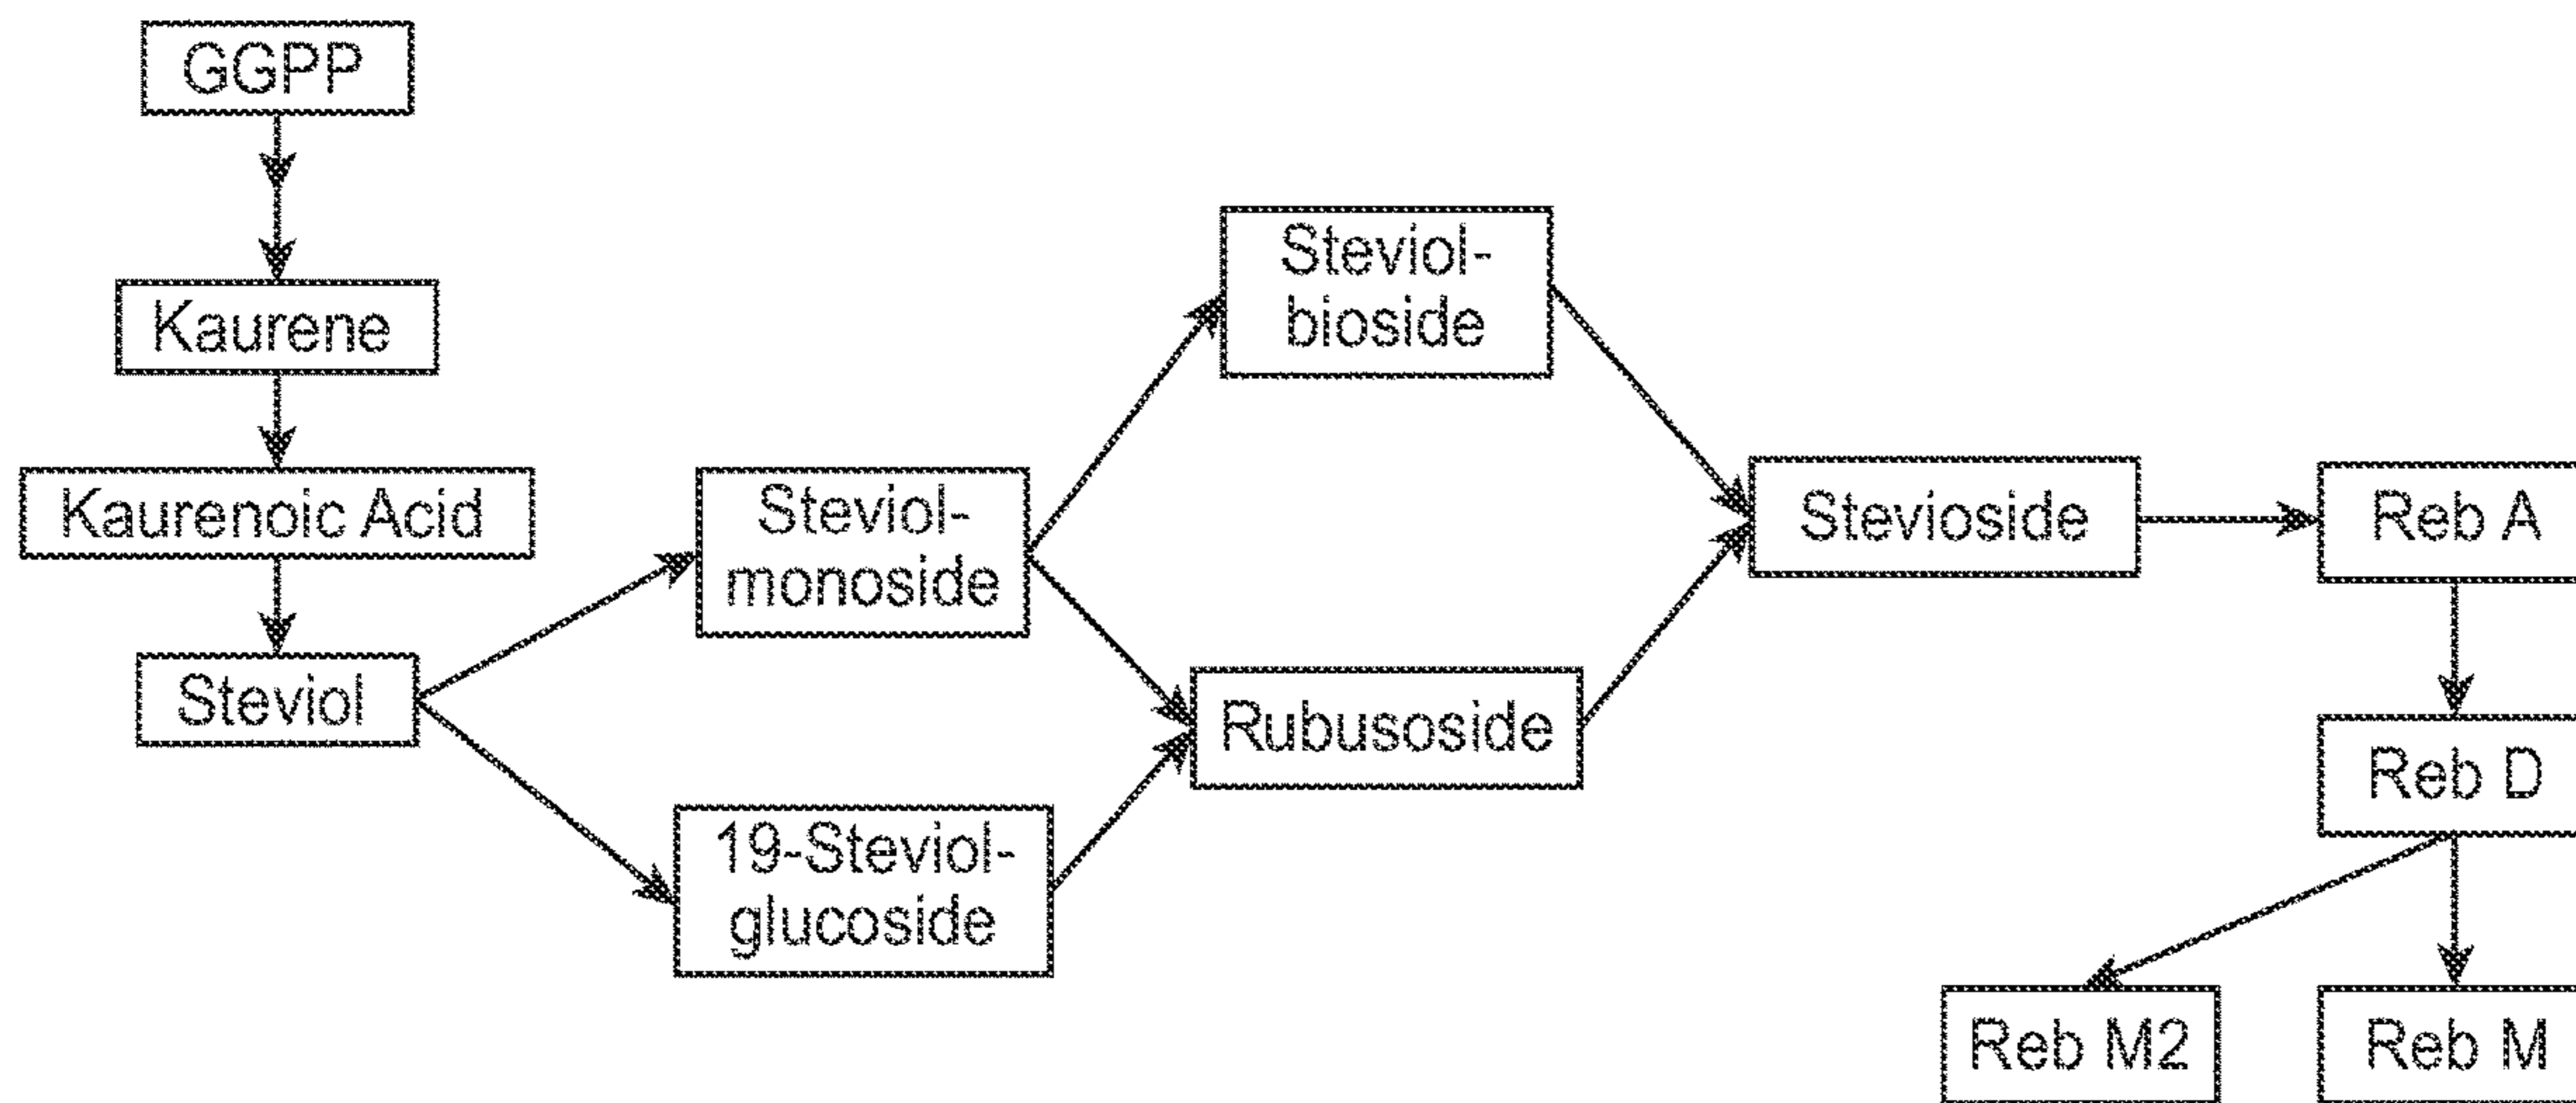 GGPP
Kaurene
Kaurenoic Acid
Steviol
Steviol-
monoside
19-Steviol-
glucoside
Steviol-
bioside
Rubusoside
Stevioside
Reb A
Reb D
Reb M2
Reb M